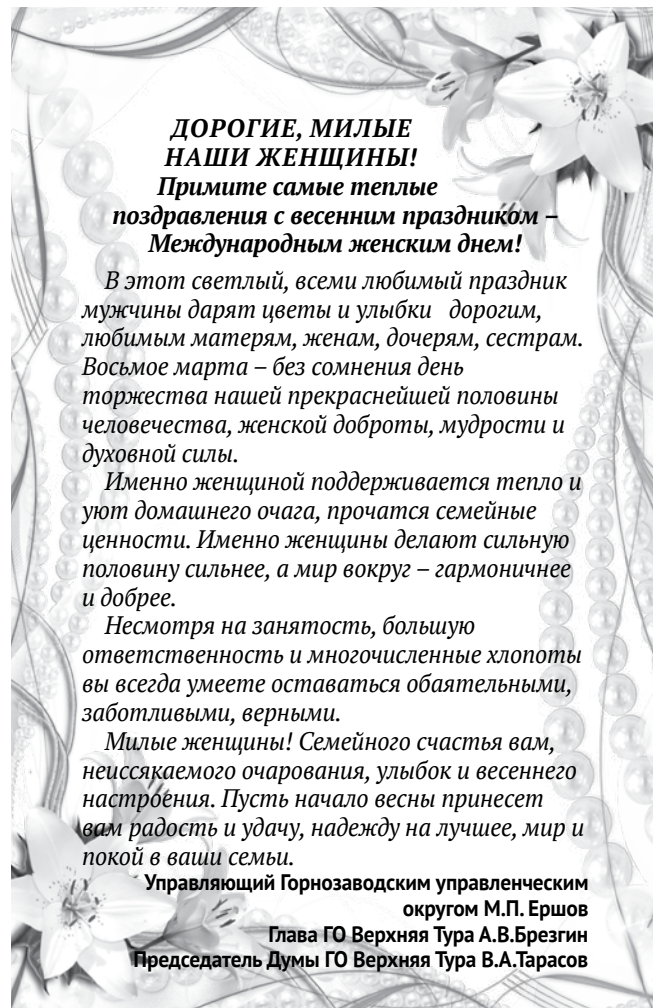 ДОРОГИЕ, МИЛЫЕ
НАШИ ЖЕНЩИНЫ!
Примите самые теплые
поздравления с весенним праздником –
Международным женским днем!
В этот светлый, всеми любимый праздник
мужчины дарят цветы и улыбки дорогим,
любимым матерям, женам, дочерям, сестрам.
Восьмое марта – без сомнения день
торжества нашей прекраснейшей половины
человечества, женской доброты, мудрости и
духовной силы.
Именно женщиной поддерживается тепло и
уют домашнего очага, прочатся семейные
ценности. Именно женщины делают сильную
половину сильнее, а мир вокруг – гармоничнее
и добрее.
Несмотря на занятость, большую
ответственность и многочисленные хлопоты
вы всегда умеете оставаться обаятельными,
заботливыми, верными.
Милые женщины! Семейного счастья вам,
неиссякаемого очарования, улыбок и весеннего
настроения. Пусть начало весны принесет
вам радость и удачу, надежду на лучшее, мир и
покой в ваши семьи.
Управляющий Горнозаводским управленческим
округом М.П. Ершов
Глава ГО Верхняя Тура А.В.Брезгин
Председатель Думы ГО Верхняя Тура В.А.Тарасов